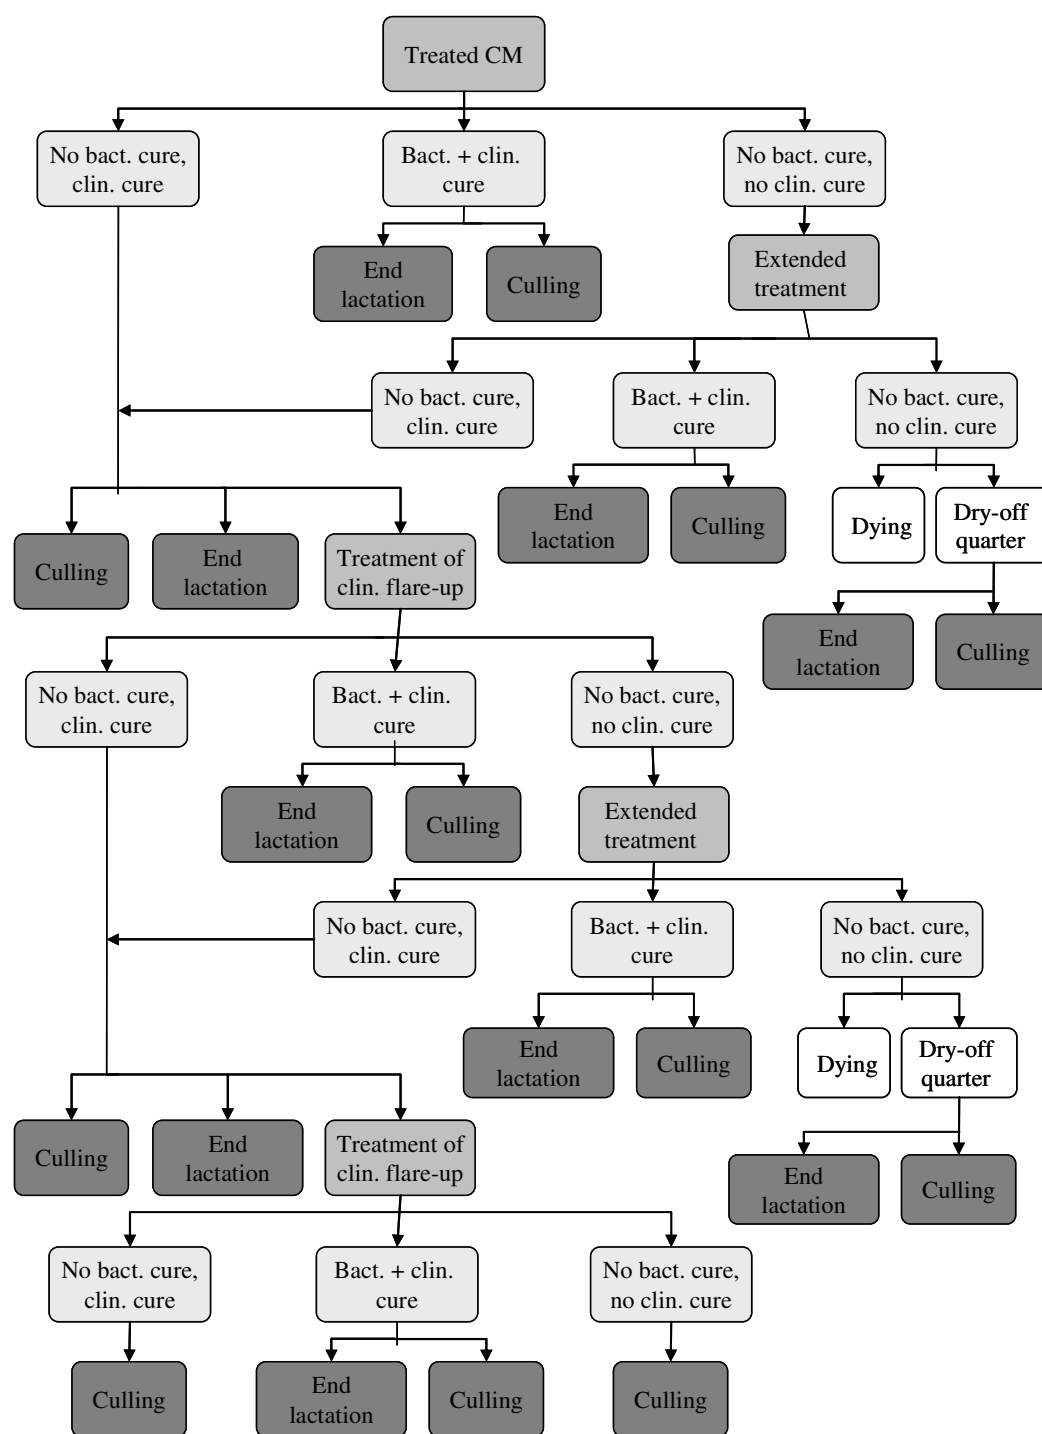 Treated CM
No bact. cure,
clin. cure
Bact. + clin.
cure
No bact. cure,
no clin. cure
End
lactation
Culling
Extended
treatment
No bact. cure,
clin. cure
Bact. + clin.
cure
No bact. cure,
no clin. cure
End
lactation
Culling
Dying
Dry-off
quarter
Culling
End
lactation
Treatment of
clin. flare-up
End
lactation
Culling
No bact. cure,
clin. cure
Bact. + clin.
cure
No bact. cure,
no clin. cure
End
lactation
Culling
Extended
treatment
No bact. cure,
clin. cure
Bact. + clin.
cure
No bact. cure,
no clin. cure
End
lactation
Culling
Dying
Dry-off
quarter
Culling
End
lactation
Treatment of
clin. flare-up
End
lactation
Culling
No bact. cure,
clin. cure
Bact. + clin.
cure
No bact. cure,
no clin. cure
Culling
End
lactation
Culling
Culling